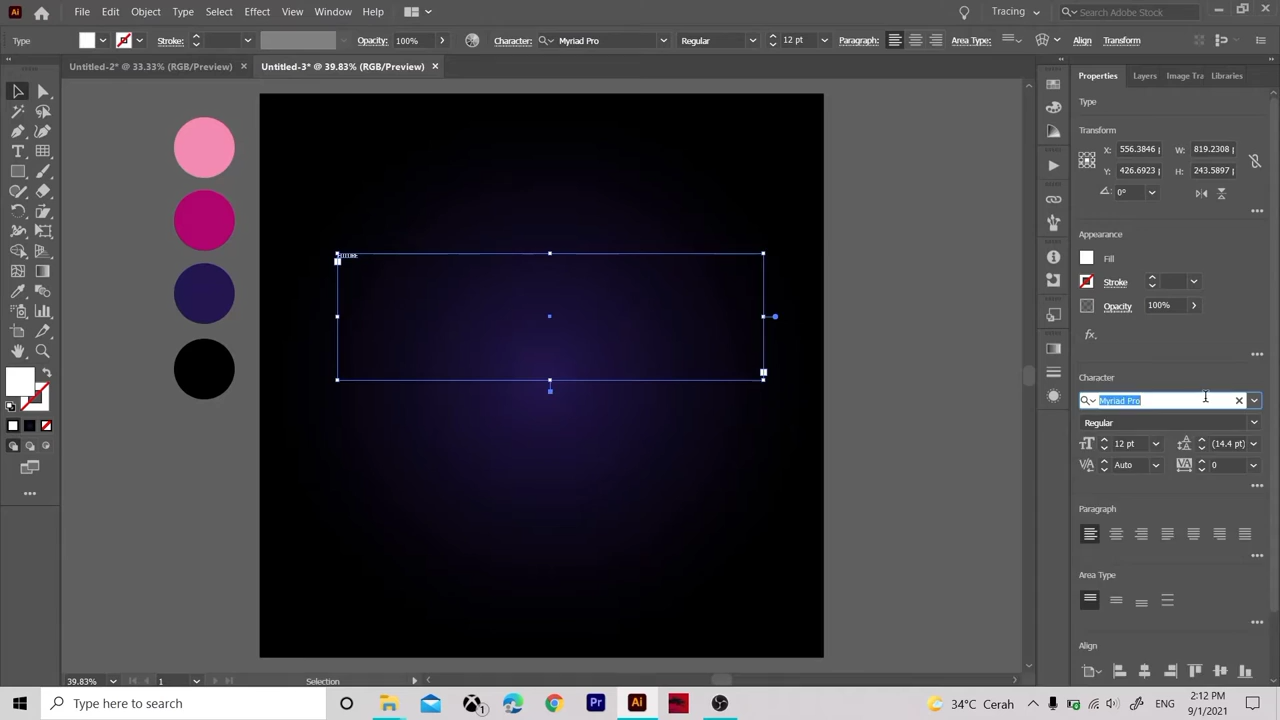 Ai File Edit Object Type Select Effect View Window Help Tracing Search Adobe Stock
Type Stroke: Opacity: 100% Character: Myriad Pro Regular 12 pt Paragraph: Area Type: Align Transform
Untitled-2* @ 33.33% (RGB/Preview) × Untitled-3* @ 39.83% (RGB/Preview) ×
Properties Layers Image Tra Libraries
Type
Transform
X: 556.3846 W: 819.2308
Y: 426.6923 H: 243.5897
0°
Appearance
Fill
Stroke
Opacity 100%
fx.
Character
Myriad Pro
Regular
12 pt (14.4 pt)
Auto 0
Paragraph
Area Type
Align
39.83% 1 Selection
Type here to search Pr Ai 34°C Cerah ENG 2:12 PM
9/1/2021